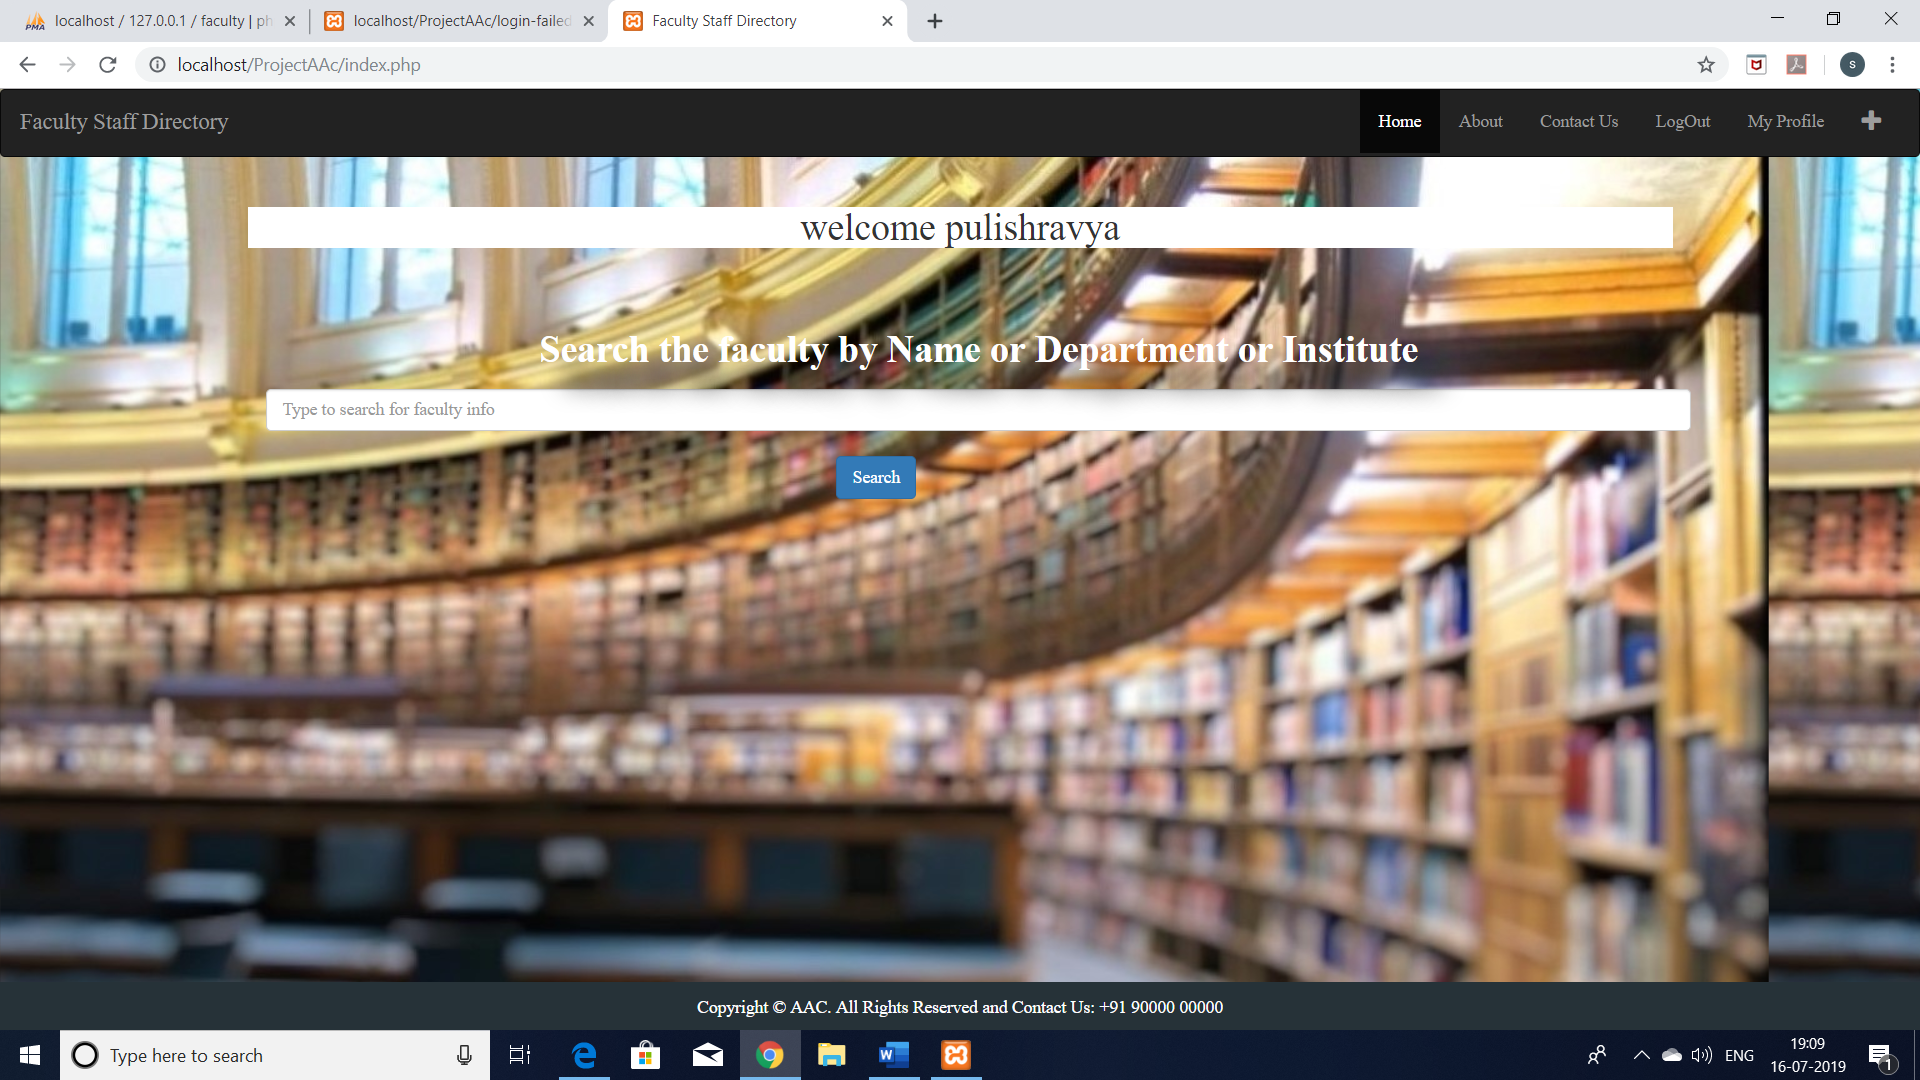 localhost / 127.0.0.1 / faculty | ph
localhost/ProjectAAc/login-failed
Faculty Staff Directory
localhost/ProjectAAc/index.php
S
Faculty Staff Directory
Home
About
Contact Us
LogOut
My Profile
welcome pulishravya
Search the faculty by Name or Department or Institute
Type to search for faculty info
Search
Copyright © AAC. All Rights Reserved and Contact Us: +91 90000 00000
Type here to search
ENG
19:09
16-07-2019
1
PMA
W